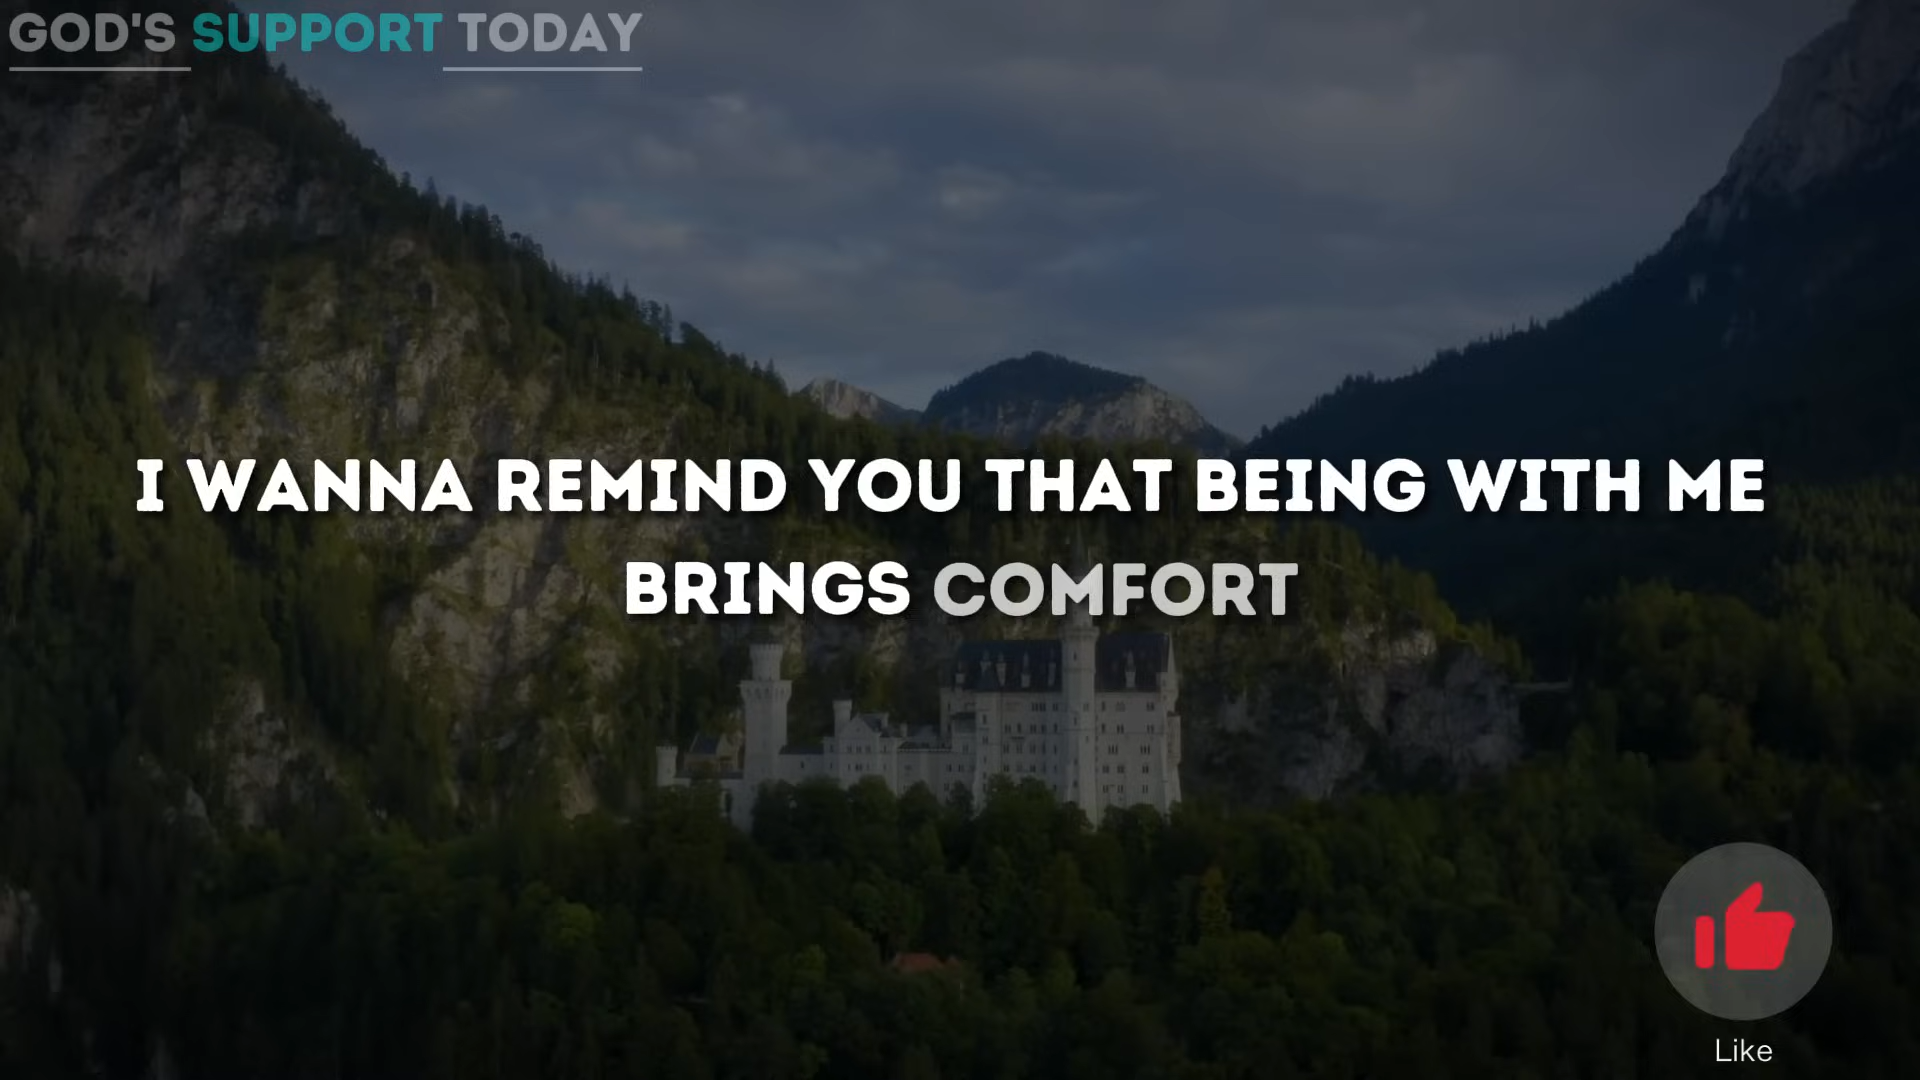 GOD'S SUPPORT TODAY
I WANNA REMIND YOU THAT BEING WITH ME
BRINGS COMFORT
Like